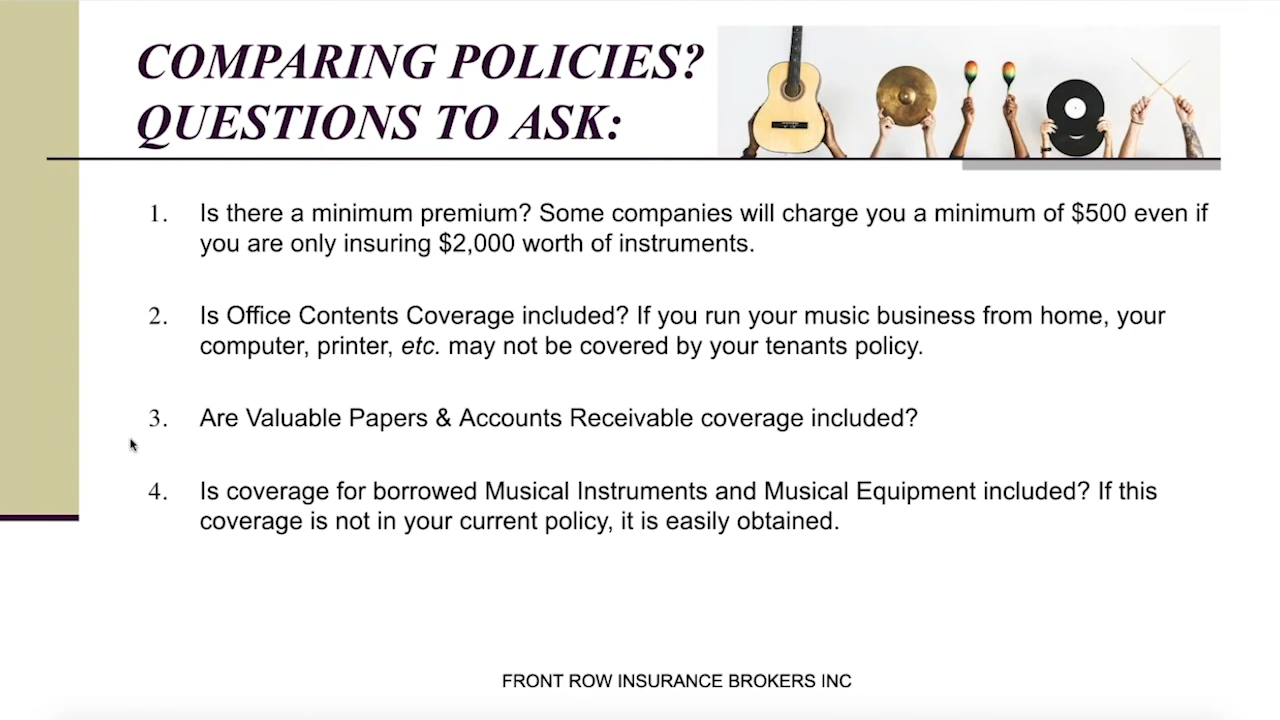 COMPARING POLICIES?
QUESTIONS TO ASK:
1. Is there a minimum premium? Some companies will charge you a minimum of $500 even if
you are only insuring $2,000 worth of instruments.
2. Is Office Contents Coverage included? If you run your music business from home, your
computer, printer, etc. may not be covered by your tenants policy.
3. Are Valuable Papers & Accounts Receivable coverage included?
4. Is coverage for borrowed Musical Instruments and Musical Equipment included? If this
coverage is not in your current policy, it is easily obtained.
FRONT ROW INSURANCE BROKERS INC